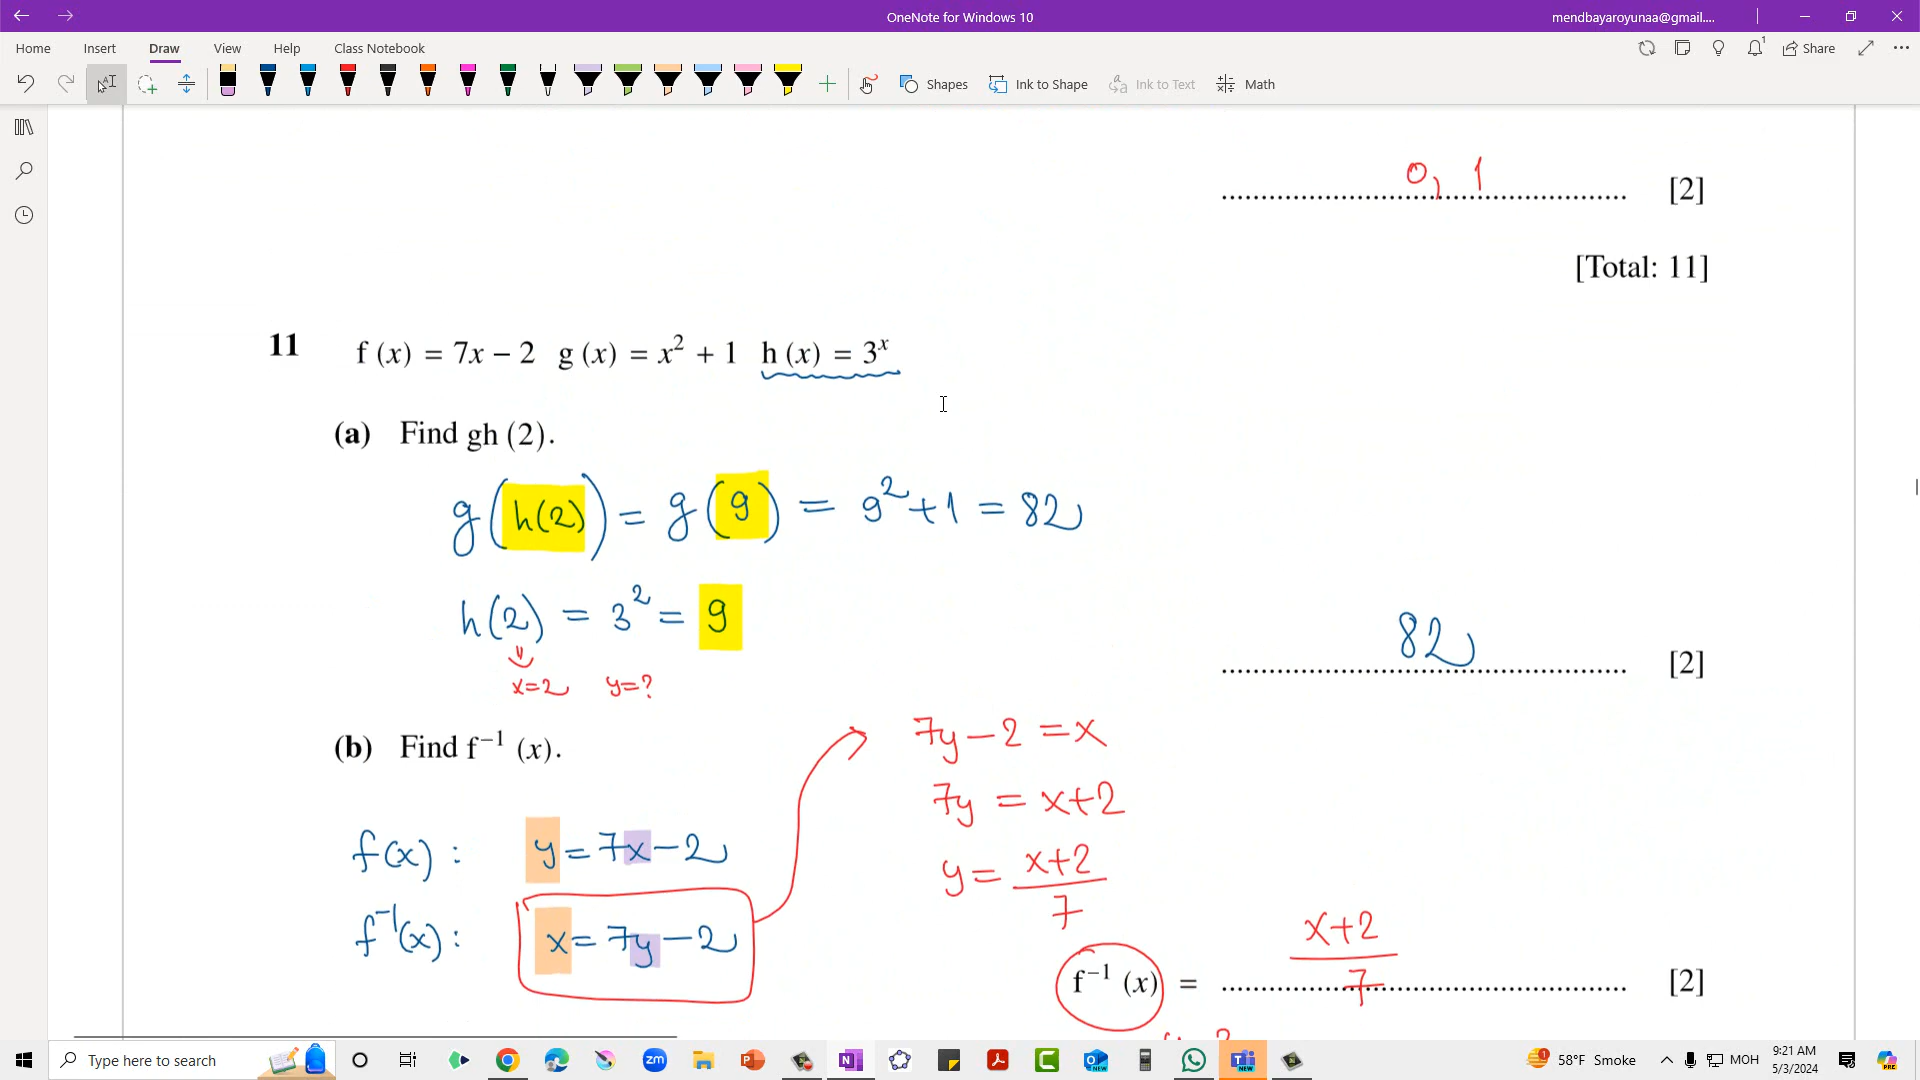 OneNote for Windows 10
mendbayaroyunaa@gmail....
Home Insert Draw View Help Class Notebook
Share
Shapes Ink to Shape Ink to Text Math
0, 1
[2]
[Total: 11]
11 f (x) = 7x − 2 g (x) = x² + 1 h (x) = 3ˣ
(a) Find gh (2).
g(h(2)) = g(9) = 9² + 1 = 82
h(2) = 3² = 9
82
[2]
x=2 y=?
(b) Find f⁻¹ (x).
7y − 2 = x
7y = x+2
y = x+2
7
f(x) : y = 7x − 2
f⁻¹(x) : x = 7y − 2
x+2
7
f⁻¹ (x) = [2]
Type here to search
58°F Smoke
MOH
9:21 AM
5/3/2024